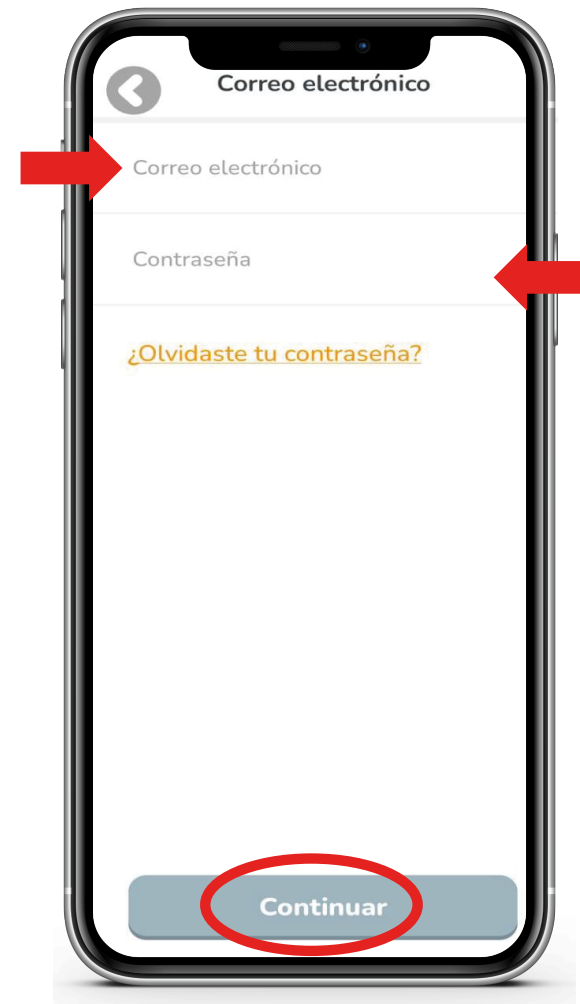 Correo electrónico
Correo electrónico
Contraseña
¿Olvidaste tu contraseña?
Continuar